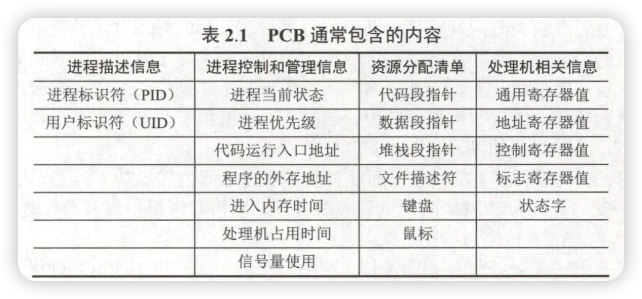 表 2.1 PCB 通常包含的内容
进程描述信息 进程控制和管理信息 资源分配清单 处理机相关信息
进程标识符（PID） 进程当前状态 代码段指针 通用寄存器值
用户标识符（UID） 进程优先级 数据段指针 地址寄存器值
代码运行入口地址 堆栈段指针 控制寄存器值
程序的外存地址 文件描述符 标志寄存器值
进入内存时间 键盘 状态字
处理机占用时间 鼠标
信号量使用